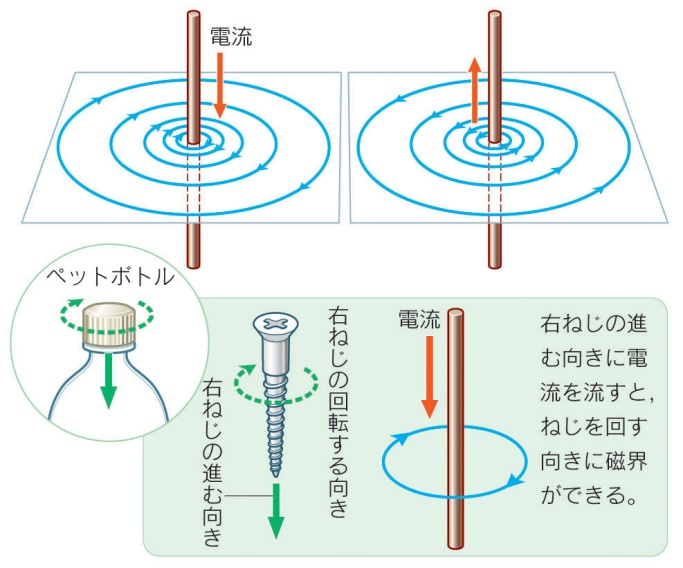 電流
ペットボトル
右ねじの回転する向き
右ねじの進む向き
電流
右ねじの進
む向きに電
流を流すと，
ねじを回す
向きに磁界
ができる。